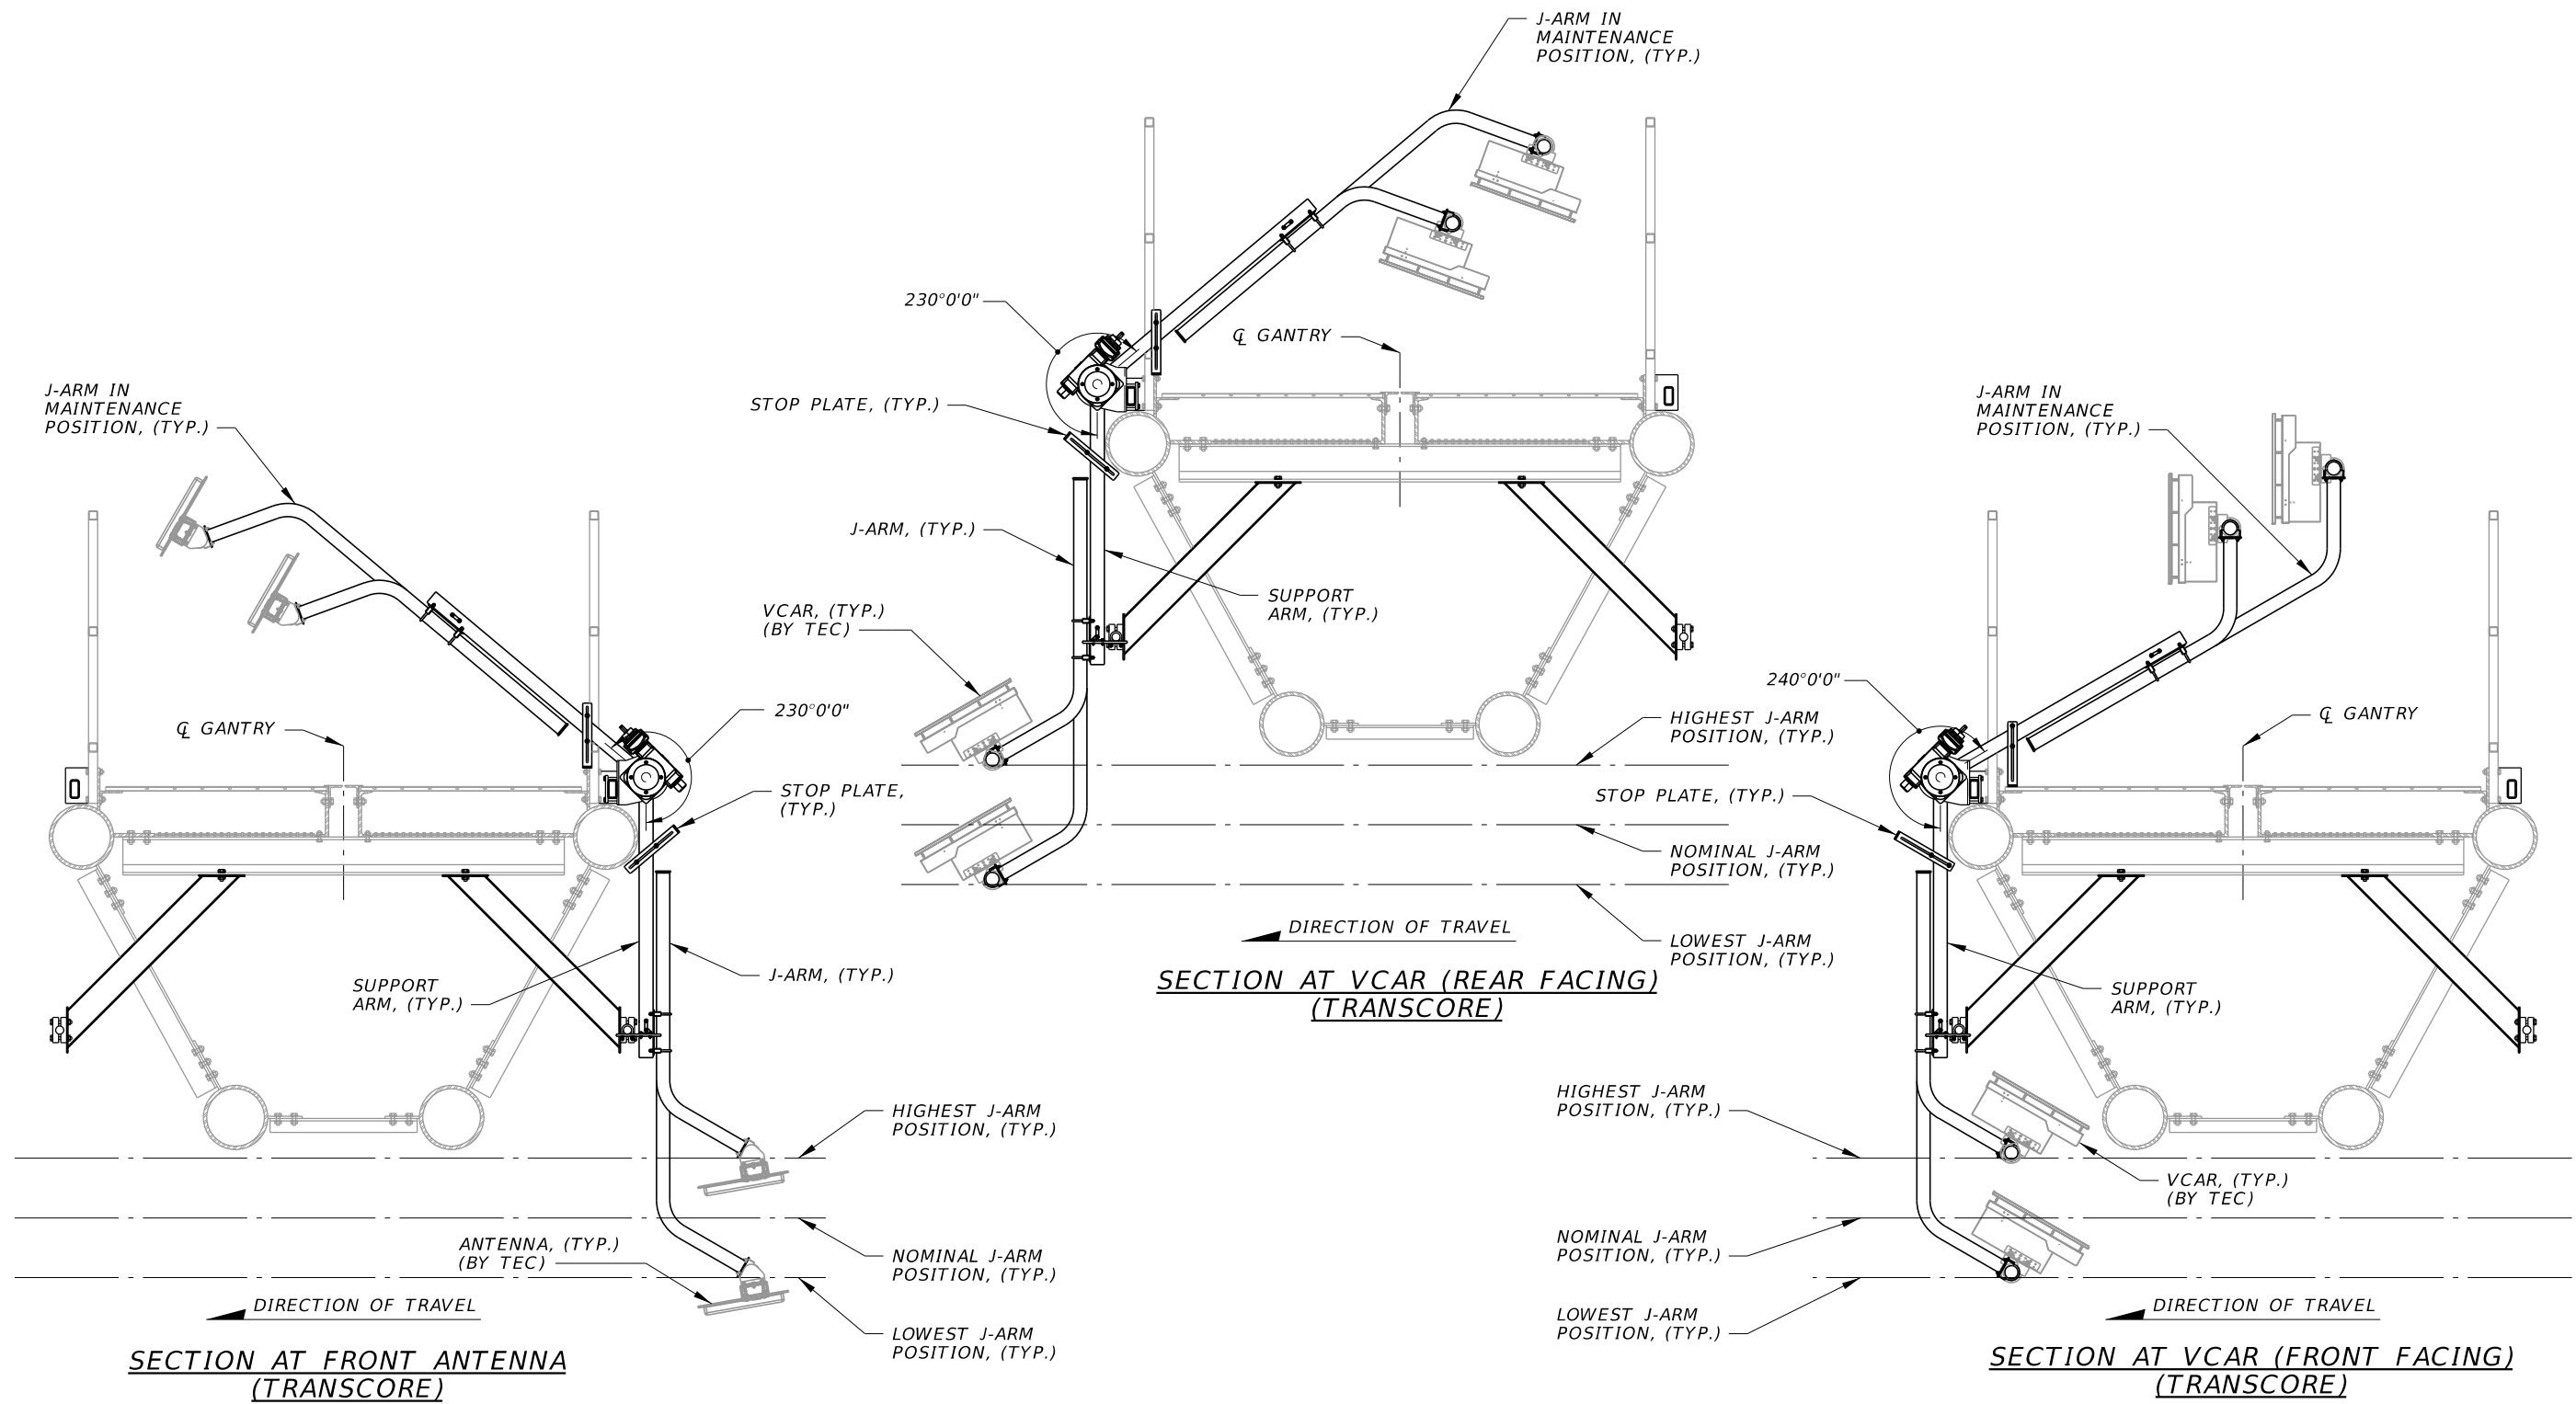 J-ARM IN
MAINTENANCE
POSITION, (TYP.)
230°0'0"
℄ GANTRY
STOP PLATE, (TYP.)
J-ARM, (TYP.)
SUPPORT
ARM, (TYP.)
VCAR, (TYP.)
(BY TEC)
HIGHEST J-ARM
POSITION, (TYP.)
NOMINAL J-ARM
POSITION, (TYP.)
LOWEST J-ARM
POSITION, (TYP.)
DIRECTION OF TRAVEL
SECTION AT VCAR (REAR FACING)
(TRANSCORE)
J-ARM IN
MAINTENANCE
POSITION, (TYP.)
℄ GANTRY
230°0'0"
STOP PLATE,
(TYP.)
SUPPORT
ARM, (TYP.)
J-ARM, (TYP.)
HIGHEST J-ARM
POSITION, (TYP.)
ANTENNA, (TYP.)
(BY TEC)
NOMINAL J-ARM
POSITION, (TYP.)
LOWEST J-ARM
POSITION, (TYP.)
DIRECTION OF TRAVEL
SECTION AT FRONT ANTENNA
(TRANSCORE)
J-ARM IN
MAINTENANCE
POSITION, (TYP.)
240°0'0"
℄ GANTRY
STOP PLATE, (TYP.)
SUPPORT
ARM, (TYP.)
HIGHEST J-ARM
POSITION, (TYP.)
VCAR, (TYP.)
(BY TEC)
NOMINAL J-ARM
POSITION, (TYP.)
LOWEST J-ARM
POSITION, (TYP.)
DIRECTION OF TRAVEL
SECTION AT VCAR (FRONT FACING)
(TRANSCORE)